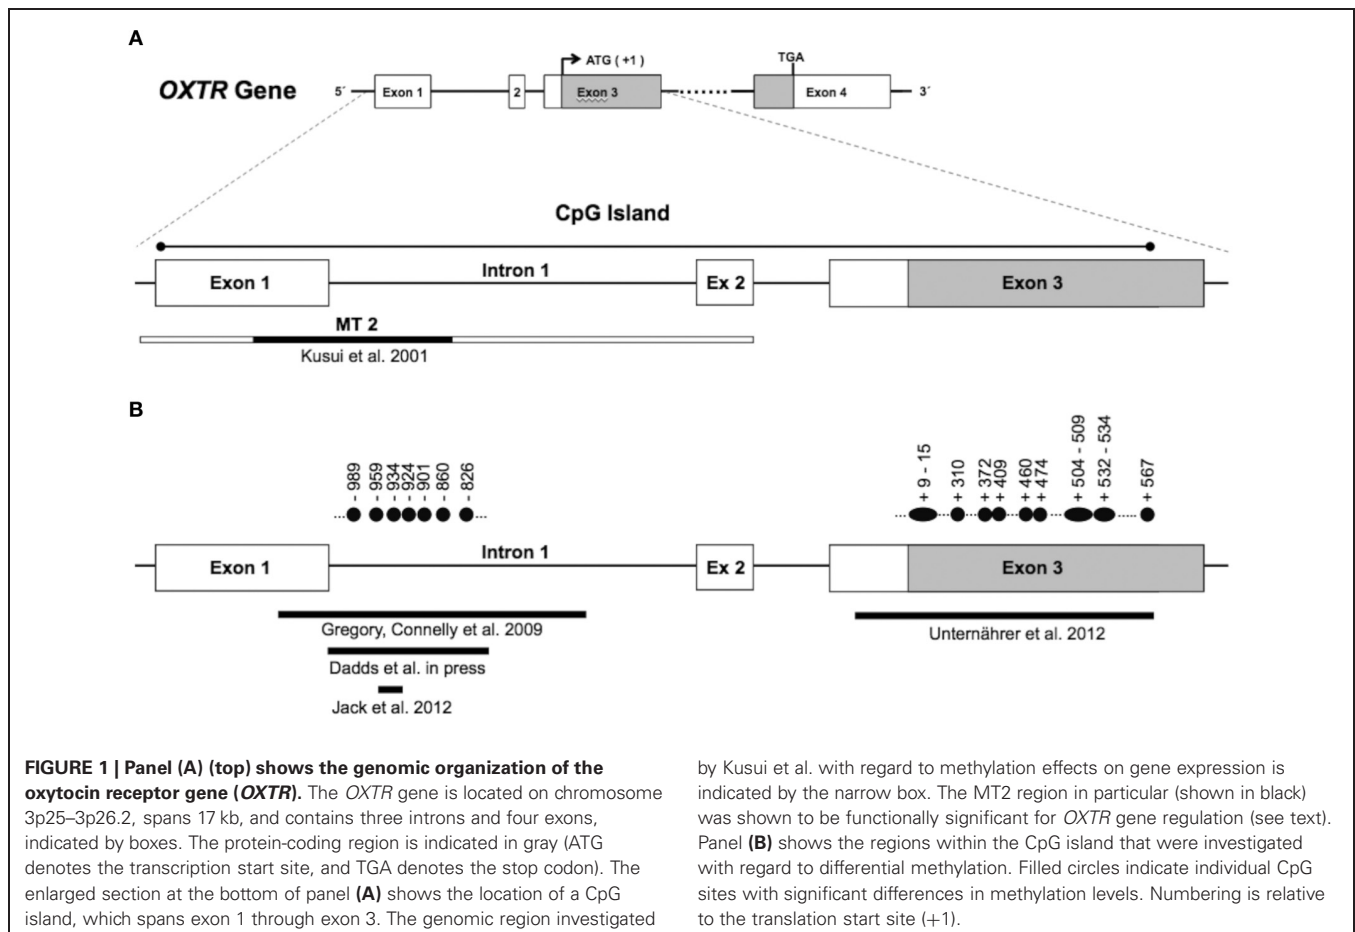 A
OXTR Gene
5´
Exon 1
2
ATG ( +1 )
Exon 3
TGA
Exon 4
3´
CpG Island
Exon 1
Intron 1
Ex 2
Exon 3
MT 2
Kusui et al. 2001
B
- 989
- 959
- 934
- 924
- 901
- 860
- 826
+ 9 - 15
+ 310
+ 372
+ 409
+ 460
+ 474
+ 504 - 509
+ 532 - 534
+ 567
Exon 1
Intron 1
Ex 2
Exon 3
Gregory, Connelly et al. 2009
Dadds et al. in press
Jack et al. 2012
Unternährer et al. 2012
FIGURE 1 | Panel (A) (top) shows the genomic organization of the
oxytocin receptor gene (OXTR). The OXTR gene is located on chromosome
3p25–3p26.2, spans 17 kb, and contains three introns and four exons,
indicated by boxes. The protein-coding region is indicated in gray (ATG
denotes the transcription start site, and TGA denotes the stop codon). The
enlarged section at the bottom of panel (A) shows the location of a CpG
island, which spans exon 1 through exon 3. The genomic region investigated
by Kusui et al. with regard to methylation effects on gene expression is
indicated by the narrow box. The MT2 region in particular (shown in black)
was shown to be functionally significant for OXTR gene regulation (see text).
Panel (B) shows the regions within the CpG island that were investigated
with regard to differential methylation. Filled circles indicate individual CpG
sites with significant differences in methylation levels. Numbering is relative
to the translation start site (+1).